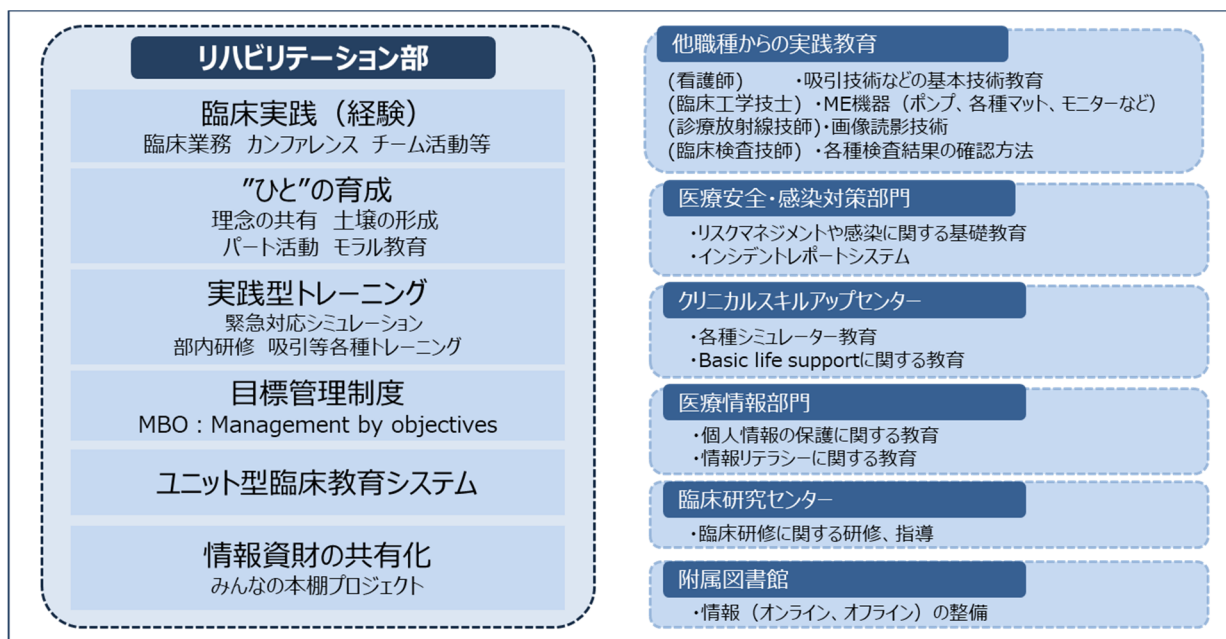 リハビリテーション部
臨床実践（経験）
臨床業務 カンファレンス チーム活動等
”ひと”の育成
理念の共有 土壌の形成
パート活動 モラル教育
実践型トレーニング
緊急対応シミュレーション
部内研修 吸引等各種トレーニング
目標管理制度
MBO：Management by objectives
ユニット型臨床教育システム
情報資財の共有化
みんなの本棚プロジェクト
他職種からの実践教育
(看護師) ・吸引技術などの基本技術教育
(臨床工学技士) ・ME機器（ポンプ、各種マット、モニターなど）
(診療放射線技師)・画像読影技術
(臨床検査技師) ・各種検査結果の確認方法
医療安全・感染対策部門
・リスクマネジメントや感染に関する基礎教育
・インシデントレポートシステム
クリニカルスキルアップセンター
・各種シミュレーター教育
・Basic life supportに関する教育
医療情報部門
・個人情報の保護に関する教育
・情報リテラシーに関する教育
臨床研究センター
・臨床研修に関する研修、指導
附属図書館
・情報（オンライン、オフライン）の整備